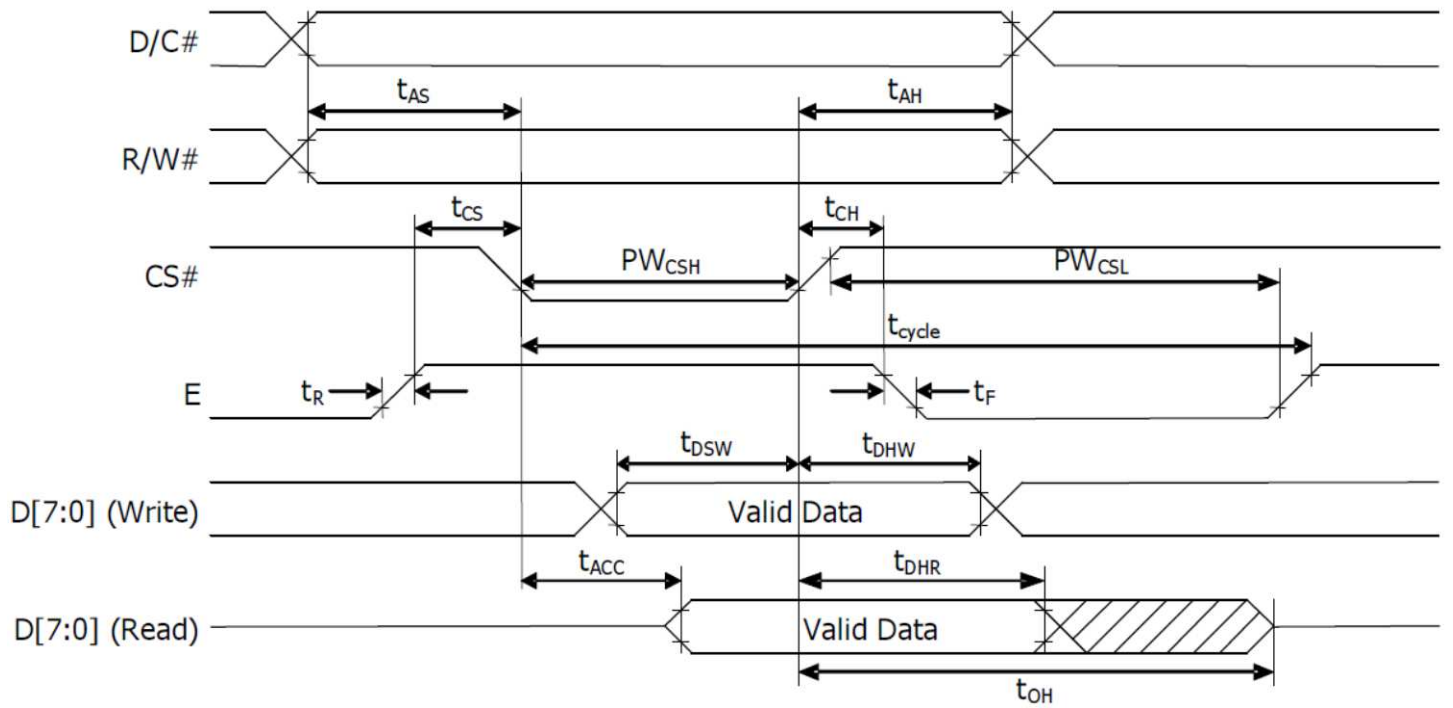 D/C#
tAS
tAH
R/W#
tCS
tCH
CS#
PWCSH
PWCSL
tcycle
E
tR
tF
tDSW
tDHW
D[7:0] (Write)
Valid Data
tACC
tDHR
D[7:0] (Read)
Valid Data
tOH